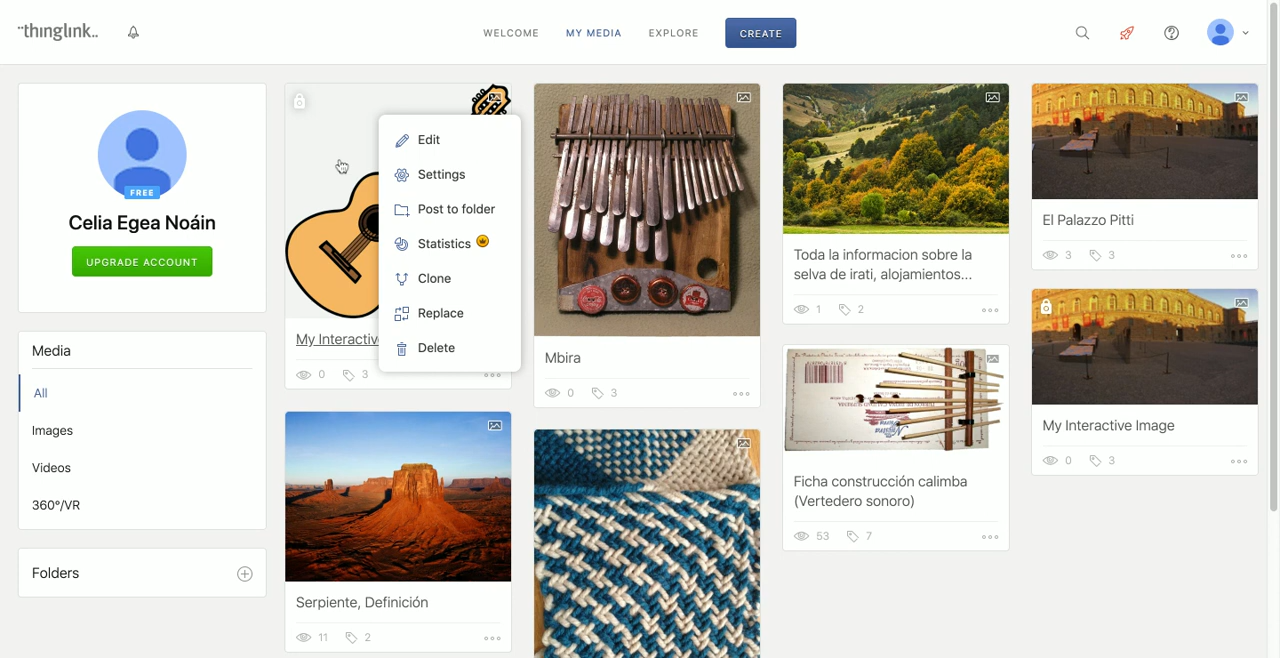 thinglink..
WELCOME
MY MEDIA
EXPLORE
CREATE
FREE
Celia Egea Noáin
UPGRADE ACCOUNT
Media
All
Images
Videos
360°/VR
Folders
Edit
Settings
Post to folder
Statistics
Clone
Replace
Delete
My Interactiv
0
3
Serpiente, Definición
11
2
Mbira
0
3
Toda la informacion sobre la
selva de irati, alojamientos...
1
2
Ficha construcción calimba
(Vertedero sonoro)
53
7
El Palazzo Pitti
3
3
My Interactive Image
0
3